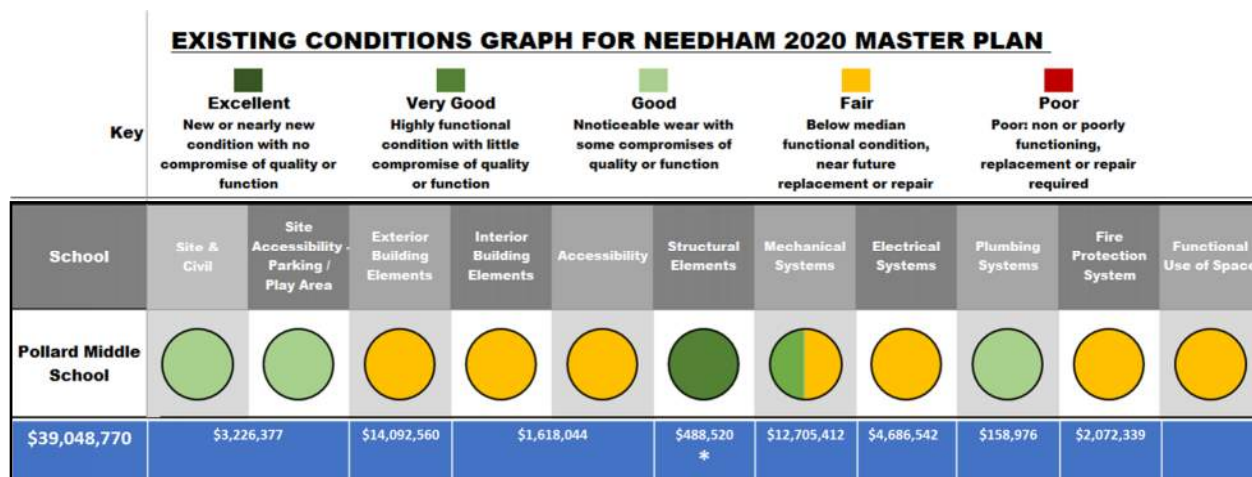 EXISTING CONDITIONS GRAPH FOR NEEDHAM 2020 MASTER PLAN
Key
Excellent
New or nearly new
condition with no
compromise of quality or
function
Very Good
Highly functional
condition with little
compromise of quality
or function
Good
Nnoticeable wear with
some compromises of
quality or function
Fair
Below median
functional condition,
near future
replacement or repair
Poor
Poor: non or poorly
functioning,
replacement or repair
required
School
Site &
Civil
Site
Accessibility -
Parking /
Play Area
Exterior
Building
Elements
Interior
Building
Elements
Accessibility
Structural
Elements
Mechanical
Systems
Electrical
Systems
Plumbing
Systems
Fire
Protection
System
Functional
Use of Space
Pollard Middle
School
$39,048,770
$3,226,377
$14,092,560
$1,618,044
$488,520
*
$12,705,412
$4,686,542
$158,976
$2,072,339